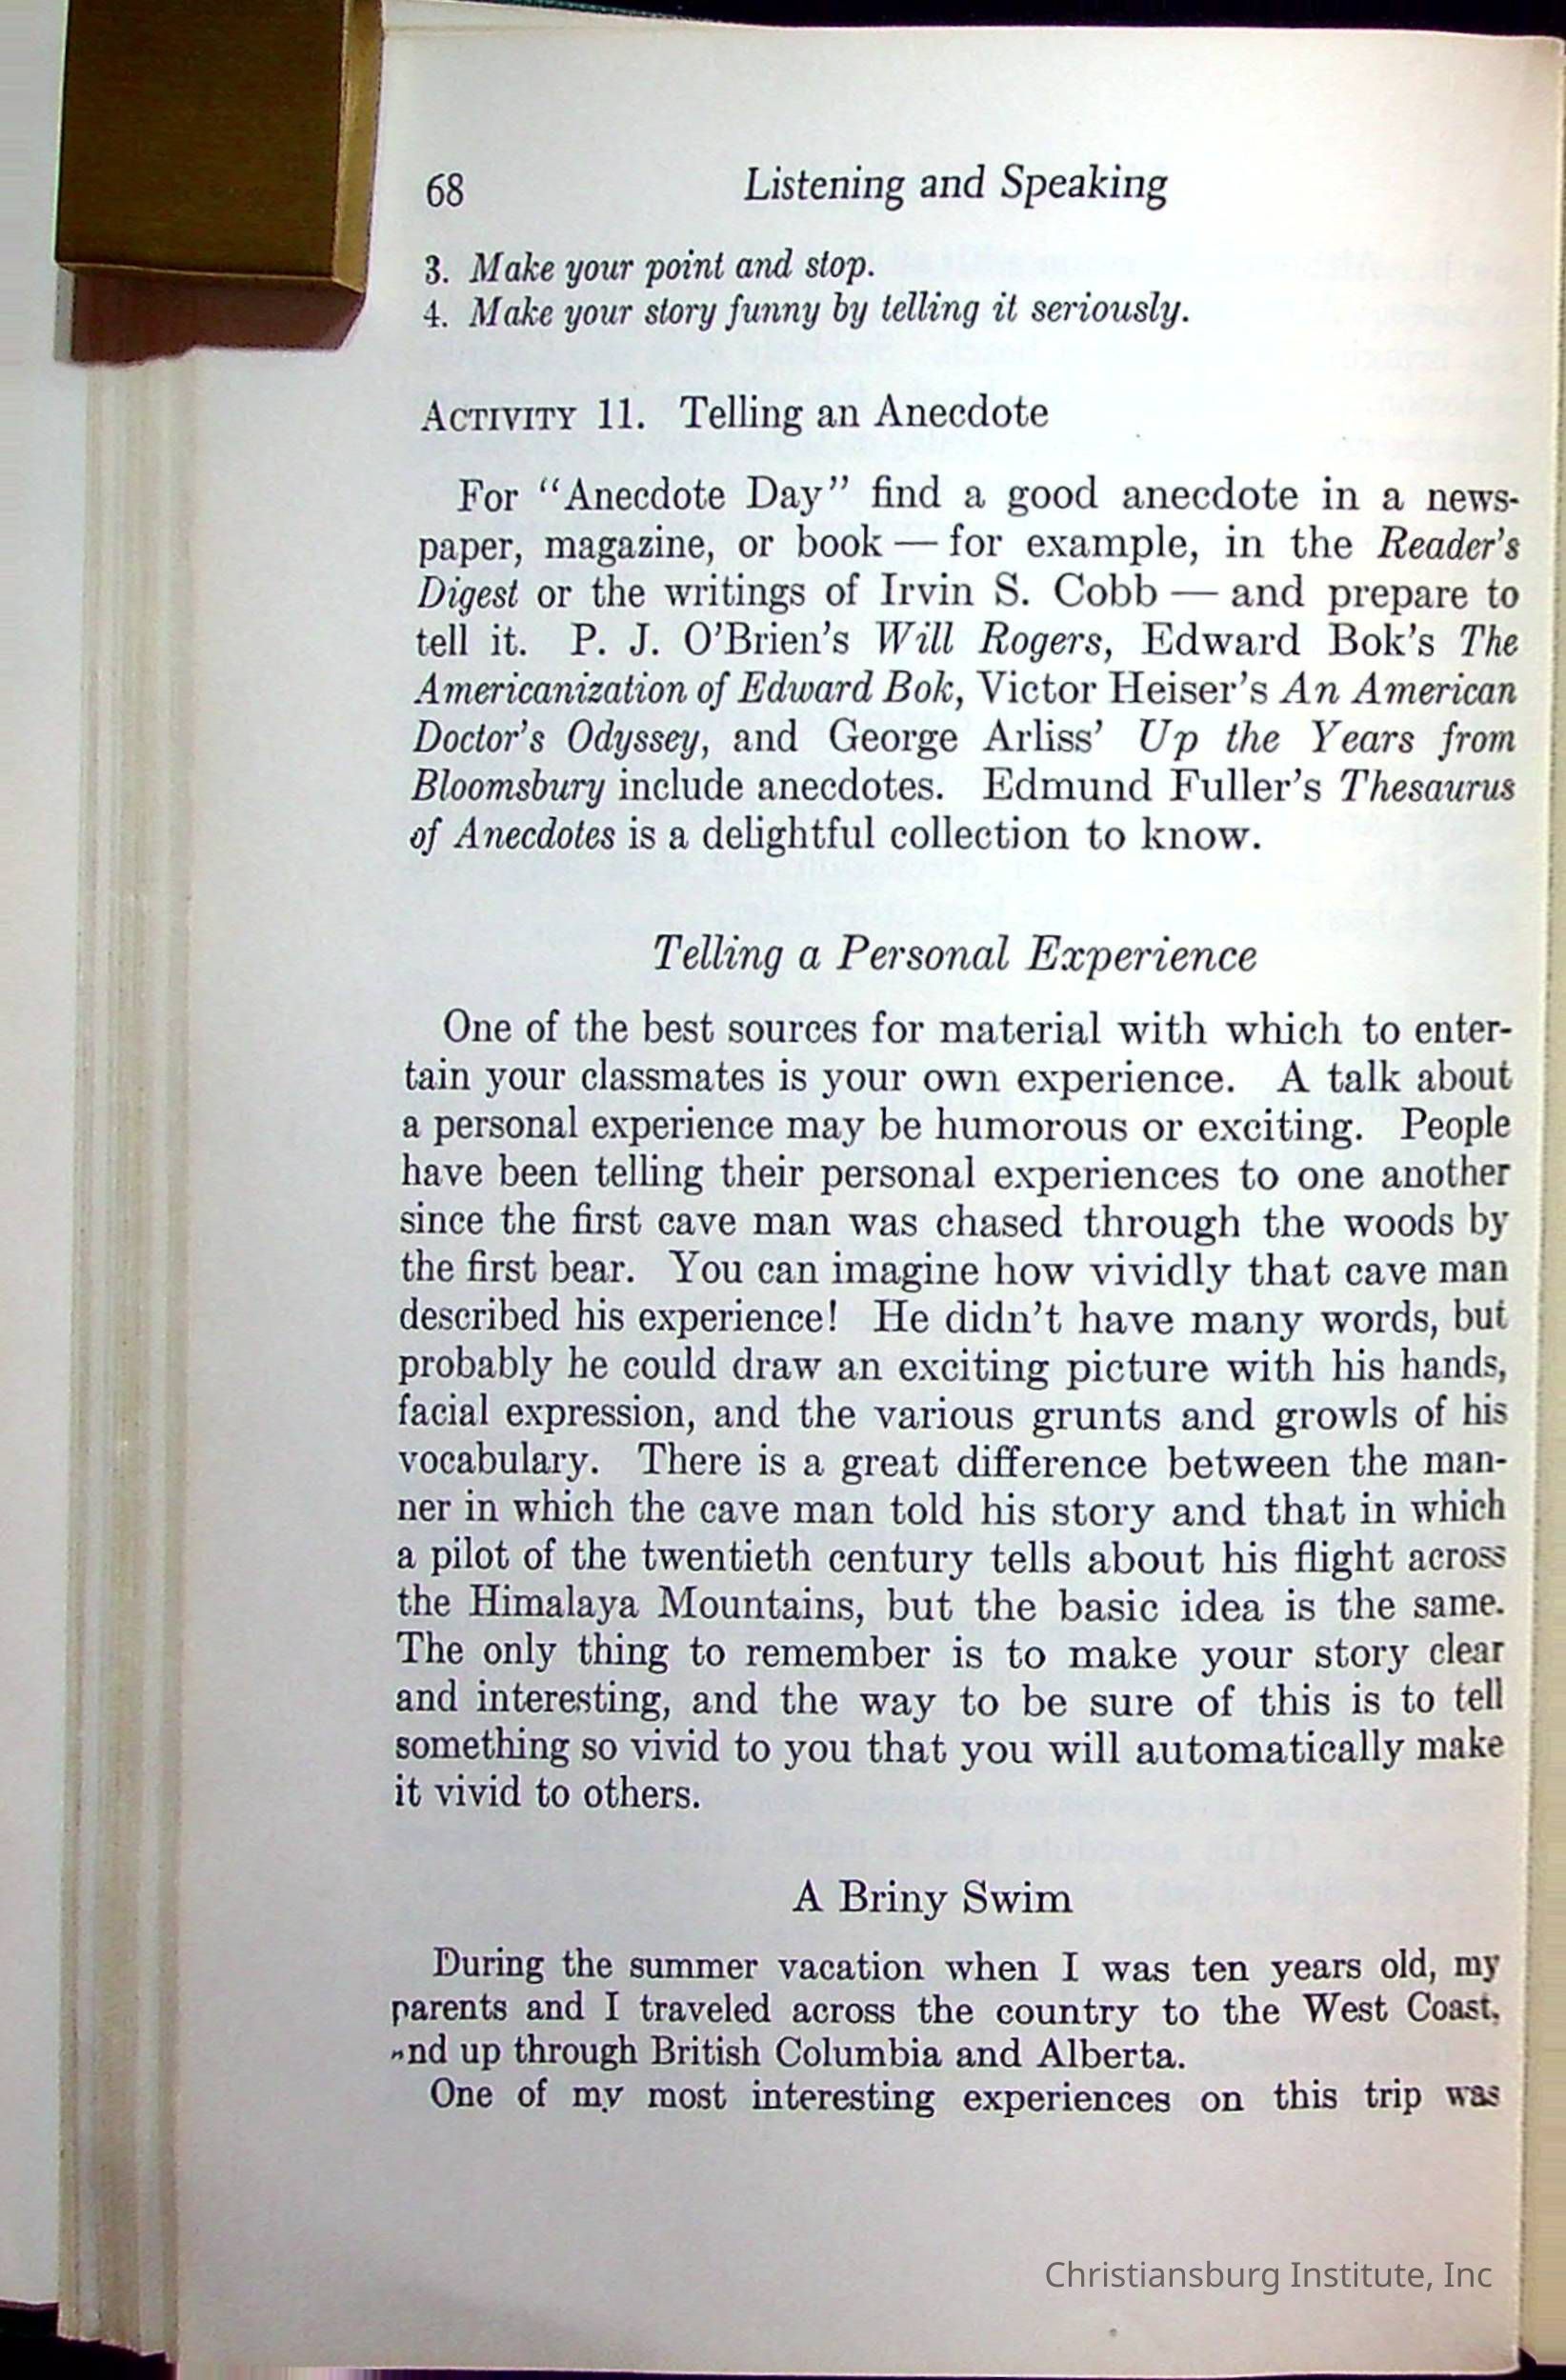 68 Listening and Speaking
3. Make your point and stop.
4. Make your story funny by telling it seriously.
ACTIVITY 11. Telling an Anecdote
For “Anecdote Day” find a good anecdote in a news-
paper, magazine, or book — for example, in the Reader’s
Digest or the writings of Irvin S. Cobb — and prepare to
tell it. P. J. O’Brien’s Will Rogers, Edward Bok’s The
Americanization of Edward Bok, Victor Heiser’s An American
Doctor’s Odyssey, and George Arliss’ Up the Years from
Bloomsbury include anecdotes. Edmund Fuller’s Thesaurus
of Anecdotes is a delightful collection to know.
Telling a Personal Experience
One of the best sources for material with which to enter-
tain your classmates is your own experience. A talk about
a personal experience may be humorous or exciting. People
have been telling their personal experiences to one another
since the first cave man was chased through the woods by
the first bear. You can imagine how vividly that cave man
described his experience! He didn’t have many words, but
probably he could draw an exciting picture with his hands,
facial expression, and the various grunts and growls of his
vocabulary. There is a great difference between the man-
ner in which the cave man told his story and that in which
a pilot of the twentieth century tells about his flight across
the Himalaya Mountains, but the basic idea is the same.
The only thing to remember is to make your story clear
and interesting, and the way to be sure of this is to tell
something so vivid to you that you will automatically make
it vivid to others.
A Briny Swim
During the summer vacation when I was ten years old, my
parents and I traveled across the country to the West Coast,
and up through British Columbia and Alberta.
One of my most interesting experiences on this trip was
Christiansburg Institute, Inc